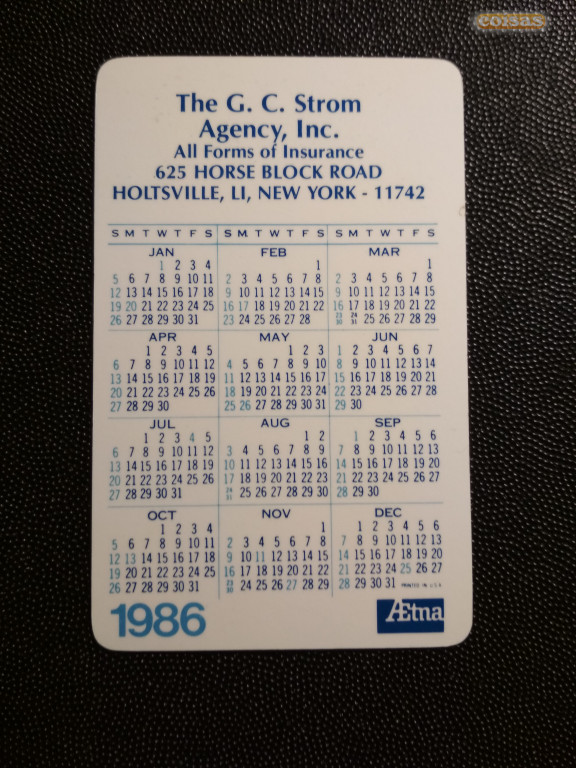 coisas
The G. C. Strom
Agency, Inc.
All Forms of Insurance
625 HORSE BLOCK ROAD
HOLTSVILLE, LI, NEW YORK - 11742
S M T W T F S S M T W T F S S M T W T F S
JAN FEB MAR
1 2 3 4 1 1
5 6 7 8 9 10 11 2 3 4 5 6 7 8 2 3 4 5 6 7 8
12 13 14 15 16 17 18 9 10 11 12 13 14 15 9 10 11 12 13 14 15
19 20 21 22 23 24 25 16 17 18 19 20 21 22 16 17 18 19 20 21 22
26 27 28 29 30 31 23 24 25 26 27 28 23/30 24/31 25 26 27 28 29
APR MAY JUN
1 2 3 4 5 1 2 3 1 2 3 4 5 6 7
6 7 8 9 10 11 12 4 5 6 7 8 9 10 8 9 10 11 12 13 14
13 14 15 16 17 18 19 11 12 13 14 15 16 17 15 16 17 18 19 20 21
20 21 22 23 24 25 26 18 19 20 21 22 23 24 22 23 24 25 26 27 28
27 28 29 30 25 26 27 28 29 30 31 29 30
JUL AUG SEP
1 2 3 4 5 1 2 1 2 3 4 5 6
6 7 8 9 10 11 12 3 4 5 6 7 8 9 7 8 9 10 11 12 13
13 14 15 16 17 18 19 10 11 12 13 14 15 16 14 15 16 17 18 19 20
20 21 22 23 24 25 26 17 18 19 20 21 22 23 21 22 23 24 25 26 27
27 28 29 30 31 24/31 25 26 27 28 29 30 28 29 30
OCT NOV DEC
1 2 3 4 1 1 2 3 4 5 6
5 6 7 8 9 10 11 2 3 4 5 6 7 8 7 8 9 10 11 12 13
12 13 14 15 16 17 18 9 10 11 12 13 14 15 14 15 16 17 18 19 20
19 20 21 22 23 24 25 16 17 18 19 20 21 22 21 22 23 24 25 26 27
26 27 28 29 30 31 23/30 24 25 26 27 28 29 28 29 30 31 PRINTED IN U.S.A.
1986 Ætna